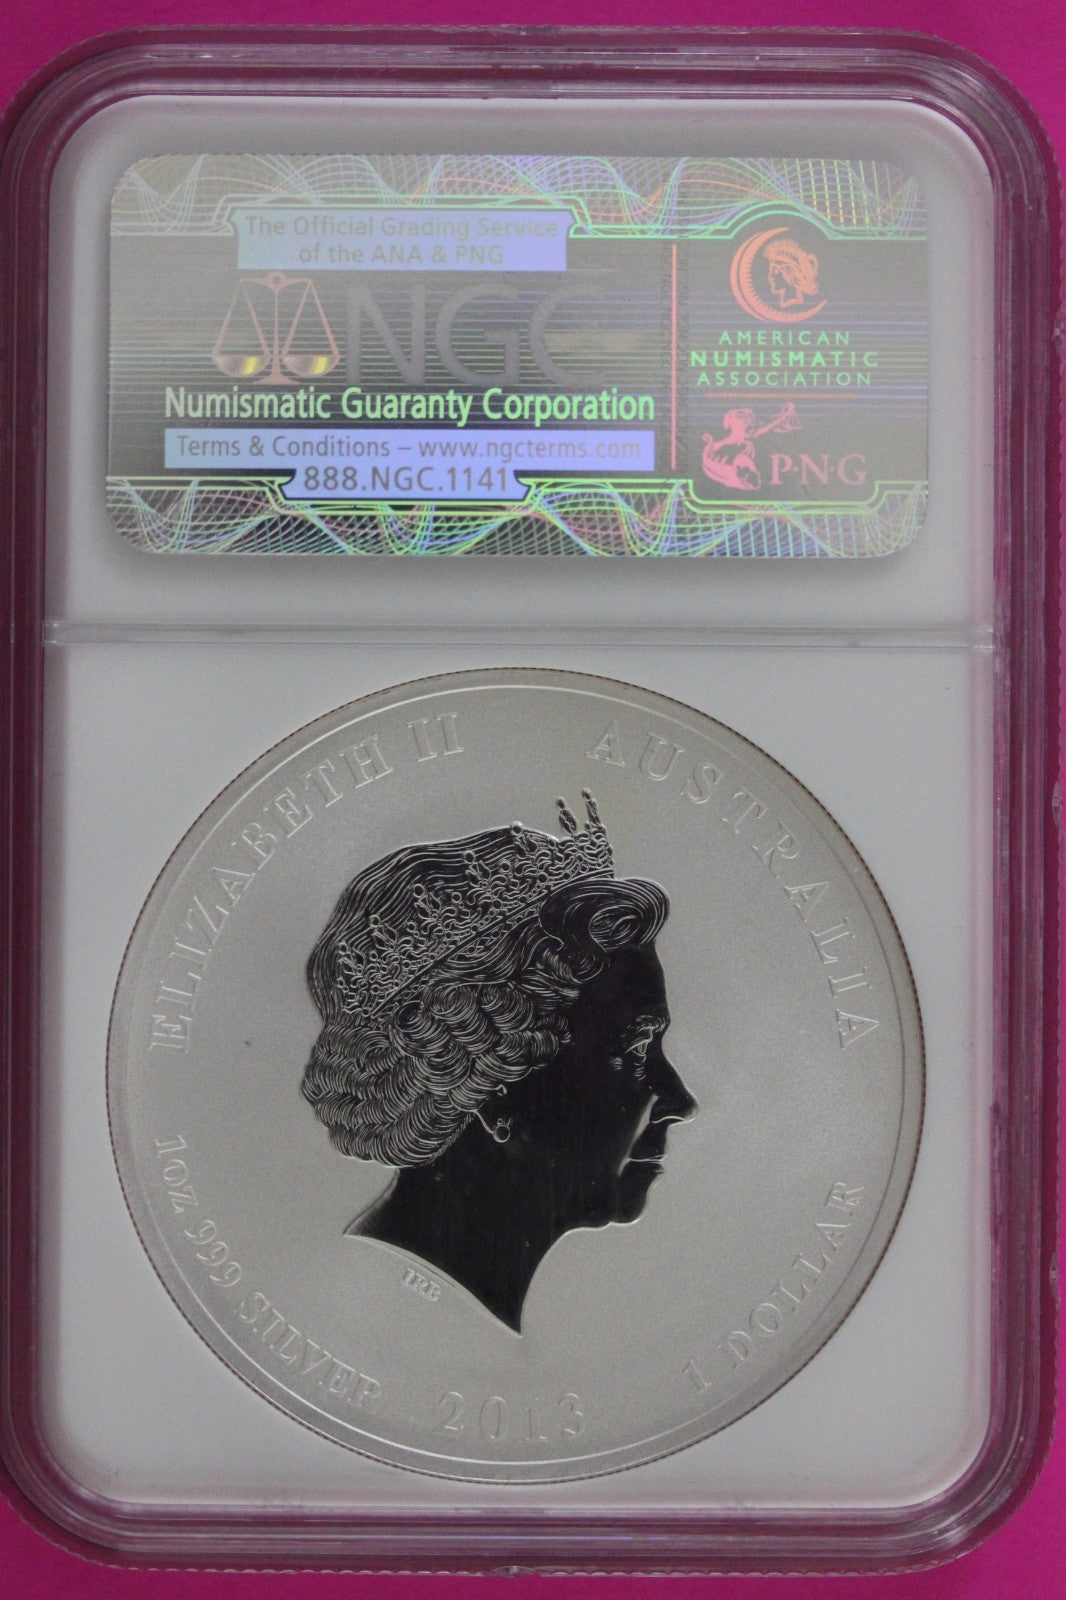 The Official Grading Service
of the ANA & PNG
NGC
Numismatic Guaranty Corporation
Terms & Conditions – www.ngcterms.com
888.NGC.1141
AMERICAN
NUMISMATIC
ASSOCIATION
P·N·G
ELIZABETH II
AUSTRALIA
IRB
1OZ 999 SILVER
2013
1 DOLLAR